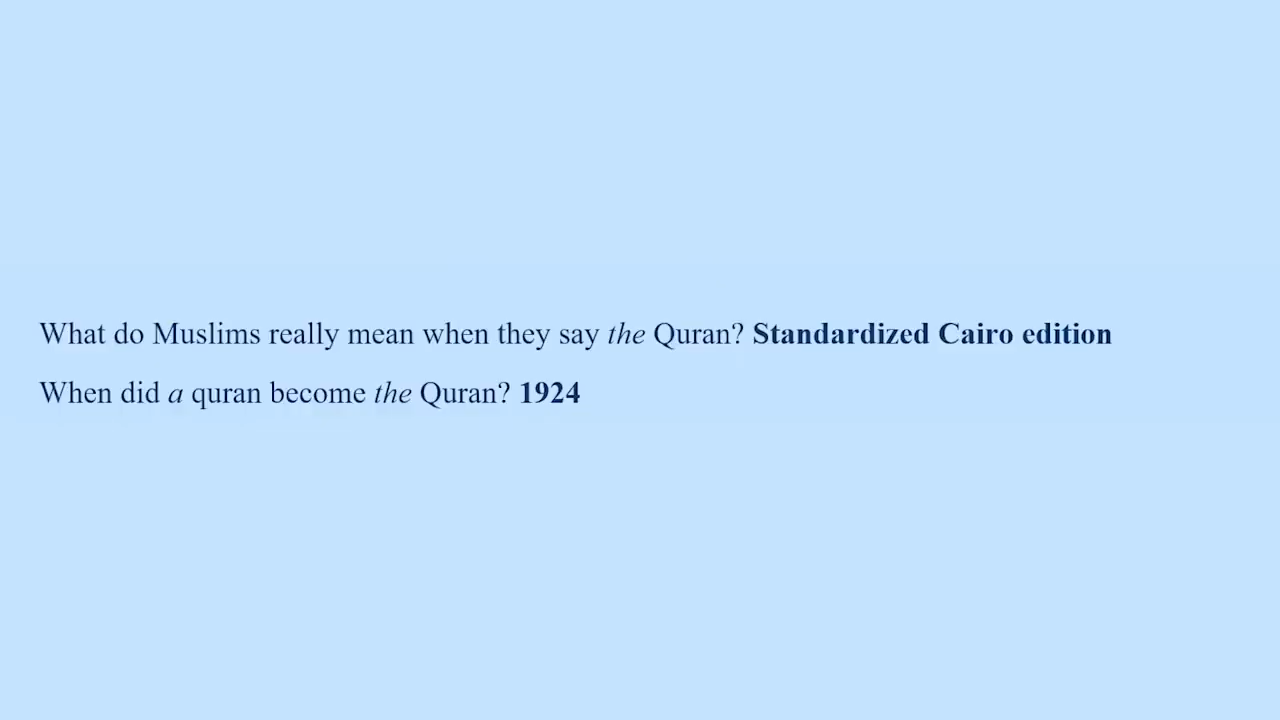 What do Muslims really mean when they say the Quran? Standardized Cairo edition
When did a quran become the Quran? 1924